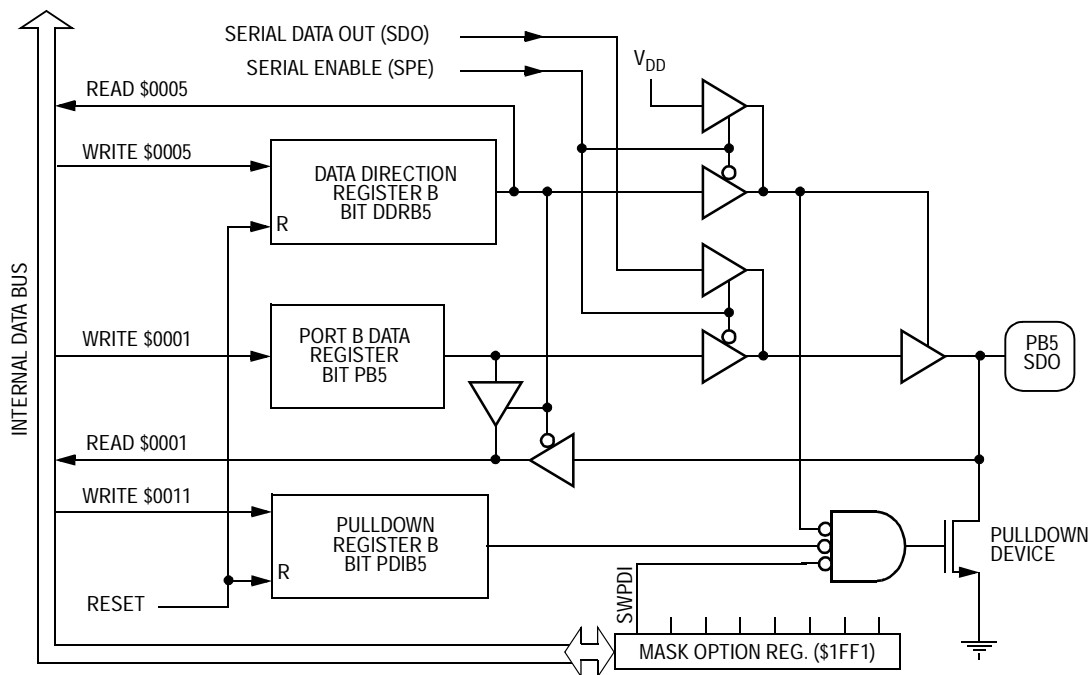 SERIAL DATA OUT (SDO)
SERIAL ENABLE (SPE)
VDD
READ $0005
WRITE $0005
DATA DIRECTION
REGISTER B
BIT DDRB5
R
INTERNAL DATA BUS
WRITE $0001
PORT B DATA
REGISTER
BIT PB5
PB5
SDO
READ $0001
WRITE $0011
PULLDOWN
REGISTER B
BIT PDIB5
R
PULLDOWN
DEVICE
RESET
SWPDI
MASK OPTION REG. ($1FF1)